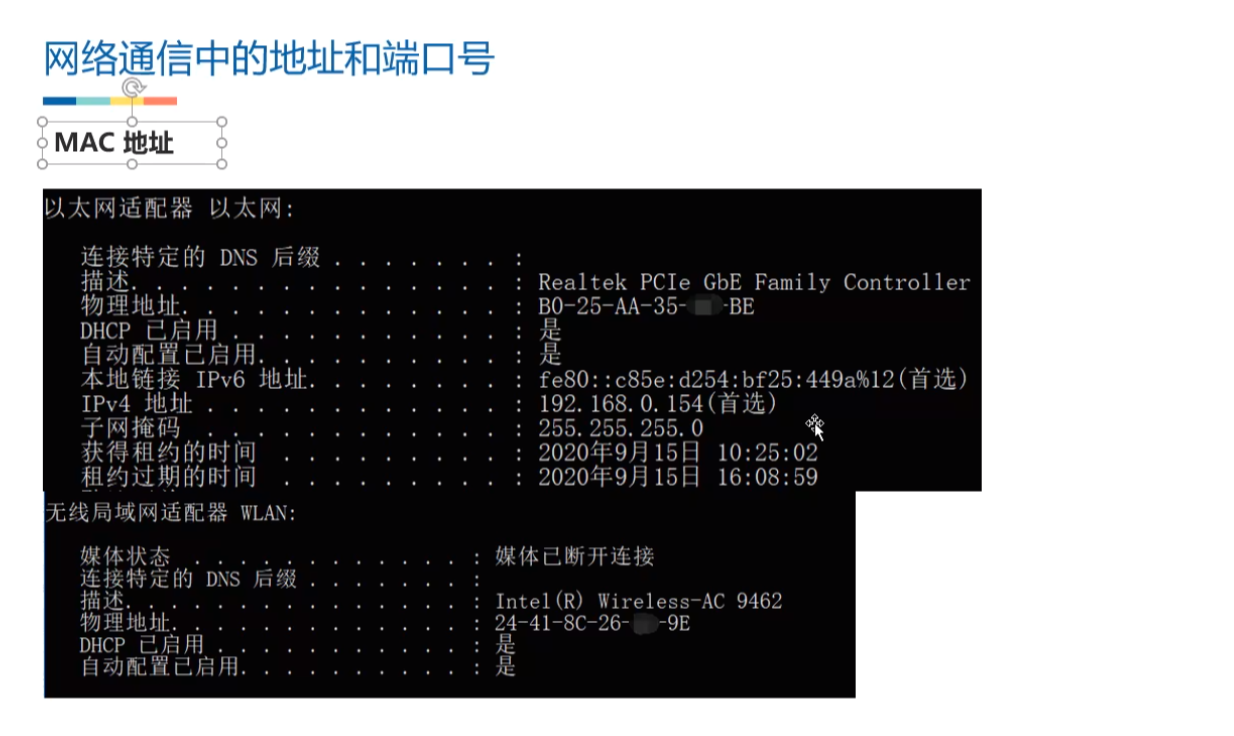 网络通信中的地址和端口号
MAC 地址
以太网适配器 以太网:
连接特定的 DNS 后缀 . . . . . . . :
描述. . . . . . . . . . . . . . . : Realtek PCIe GbE Family Controller
物理地址. . . . . . . . . . . . . : B0-25-AA-35- -BE
DHCP 已启用 . . . . . . . . . . . : 是
自动配置已启用. . . . . . . . . . : 是
本地链接 IPv6 地址. . . . . . . . : fe80::c85e:d254:bf25:449a%12(首选)
IPv4 地址 . . . . . . . . . . . . : 192.168.0.154(首选)
子网掩码 . . . . . . . . . . . . : 255.255.255.0
获得租约的时间 . . . . . . . . . : 2020年9月15日 10:25:02
租约过期的时间 . . . . . . . . . : 2020年9月15日 16:08:59
无线局域网适配器 WLAN:
媒体状态 . . . . . . . . . . . . : 媒体已断开连接
连接特定的 DNS 后缀 . . . . . . . :
描述. . . . . . . . . . . . . . . : Intel(R) Wireless-AC 9462
物理地址. . . . . . . . . . . . . : 24-41-8C-26- -9E
DHCP 已启用 . . . . . . . . . . . : 是
自动配置已启用. . . . . . . . . . : 是